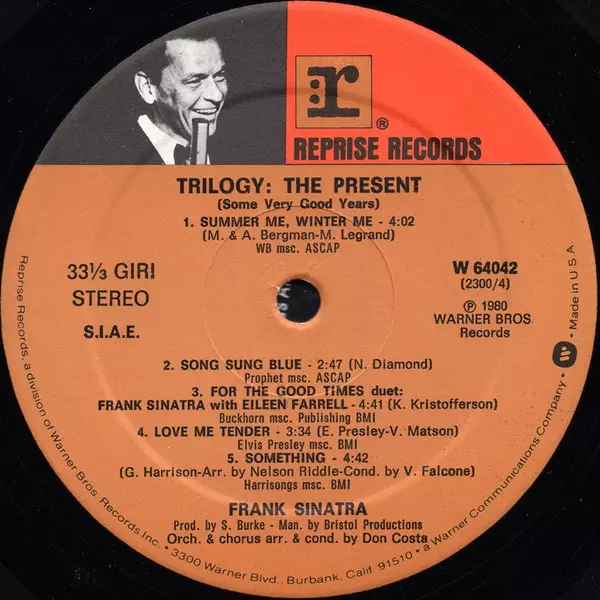 r
®
REPRISE RECORDS
TRILOGY: THE PRESENT
(Some Very Good Years)
1. SUMMER ME, WINTER ME - 4:02
(M. & A. Bergman-M. Legrand)
WB msc. ASCAP
33⅓ GIRI
STEREO
S.I.A.E.
W 64042
(2300/4)
℗ 1980
WARNER BROS.
Records
2. SONG SUNG BLUE - 2:47 (N. Diamond)
Prophet msc. ASCAP
3. FOR THE GOOD TIMES duet:
FRANK SINATRA with EILEEN FARRELL - 4:41 (K. Kristofferson)
Buckhorn msc. Publishing BMI
4. LOVE ME TENDER - 3:34 (E. Presley-V. Matson)
Elvis Presley msc. BMI
5. SOMETHING - 4:42
(G. Harrison-Arr. by Nelson Riddle-Cond. by V. Falcone)
Harrisongs msc. BMI
FRANK SINATRA
Prod. by S. Burke - Man. by Bristol Productions
Orch. & chorus arr. & cond. by Don Costa
Reprise Records, a division of Warner Bros. Records Inc. • 3300 Warner Blvd., Burbank, Calif. 91510 • a Warner Communications Company • W • Made in U.S.A.